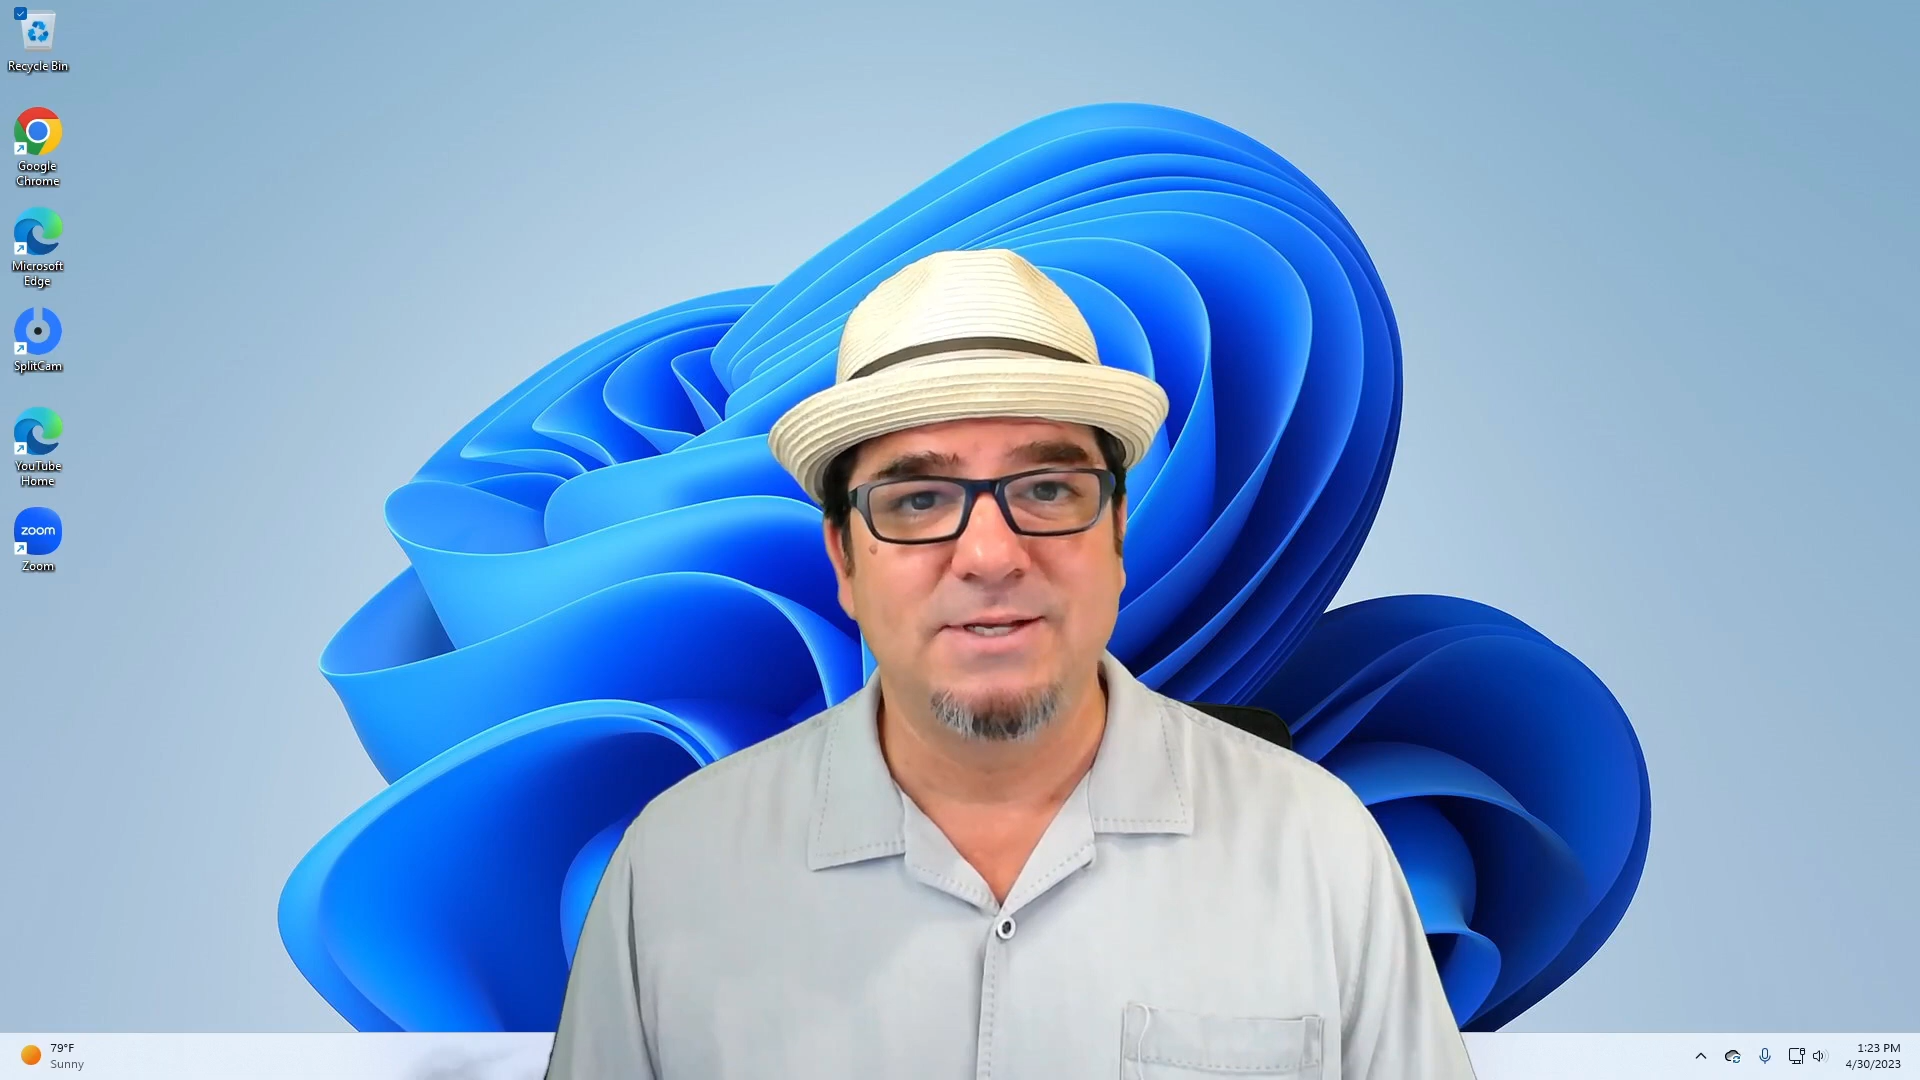 Recycle Bin
Google
Chrome
Microsoft
Edge
SplitCam
YouTube
Home
zoom
Zoom
79°F
Sunny
1:23 PM
4/30/2023